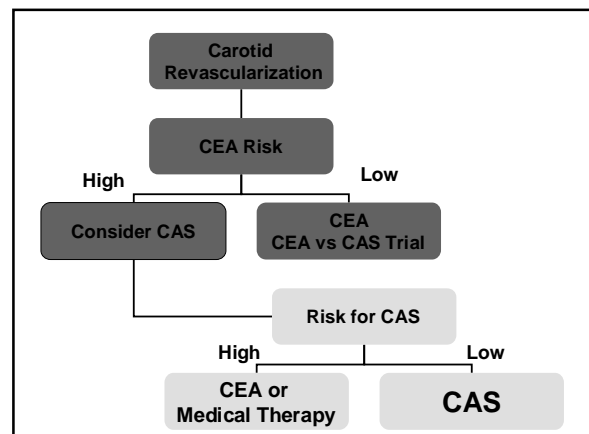 Carotid
Revascularization
CEA Risk
High
Low
Consider CAS
CEA
CEA vs CAS Trial
Risk for CAS
High
Low
CEA or
Medical Therapy
CAS